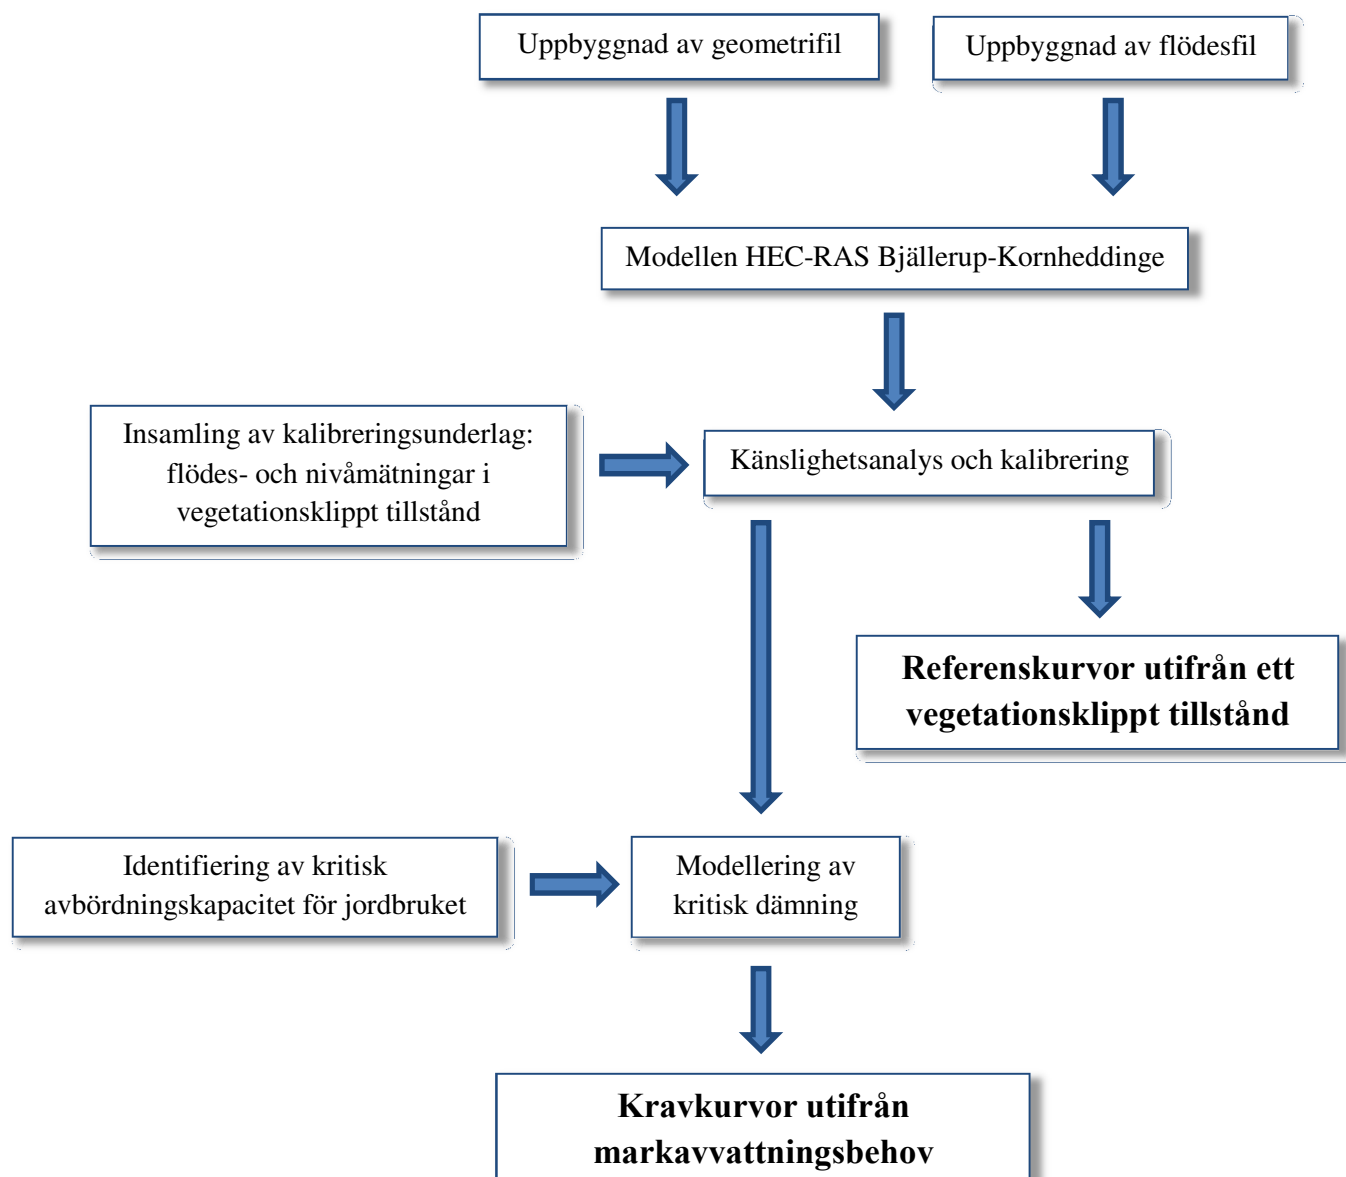 Uppbyggnad av geometrifil
Uppbyggnad av flödesfil
Modellen HEC-RAS Bjällerup-Kornheddinge
Insamling av kalibreringsunderlag:
flödes- och nivåmätningar i
vegetationsklippt tillstånd
Känslighetsanalys och kalibrering
Referenskurvor utifrån ett
vegetationsklippt tillstånd
Identifiering av kritisk
avbördningskapacitet för jordbruket
Modellering av
kritisk dämning
Kravkurvor utifrån
markavvattningsbehov